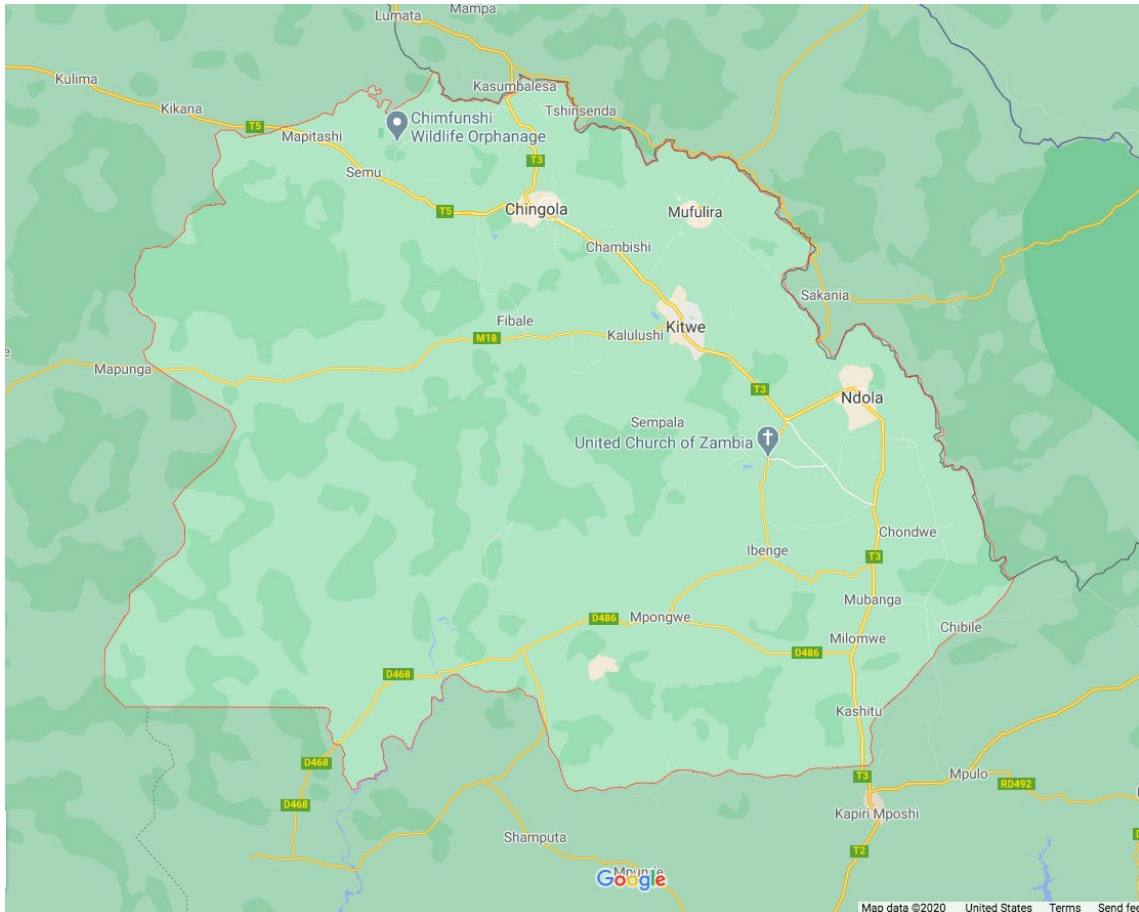 Mampa
Lumata
Kulima
Kasumbalesa
Kikana
Tshinsenda
Chimfunshi
Wildlife Orphanage
T5
Mapitashi
T3
Semu
T5
Chingola
Mufulira
Chambishi
Sakania
Fibale
Kitwe
M18
Kalulushi
Mapunga
T3
Ndola
Sempala
United Church of Zambia
Chondwe
Ibenge
T3
Mubanga
D486
Mpongwe
Chibile
Milomwe
D486
D468
Kashitu
D468
T3
Mpulo
RD492
D468
Kapiri Mposhi
Shamputa
T2
Google
Map data ©2020 United States Terms Send fee